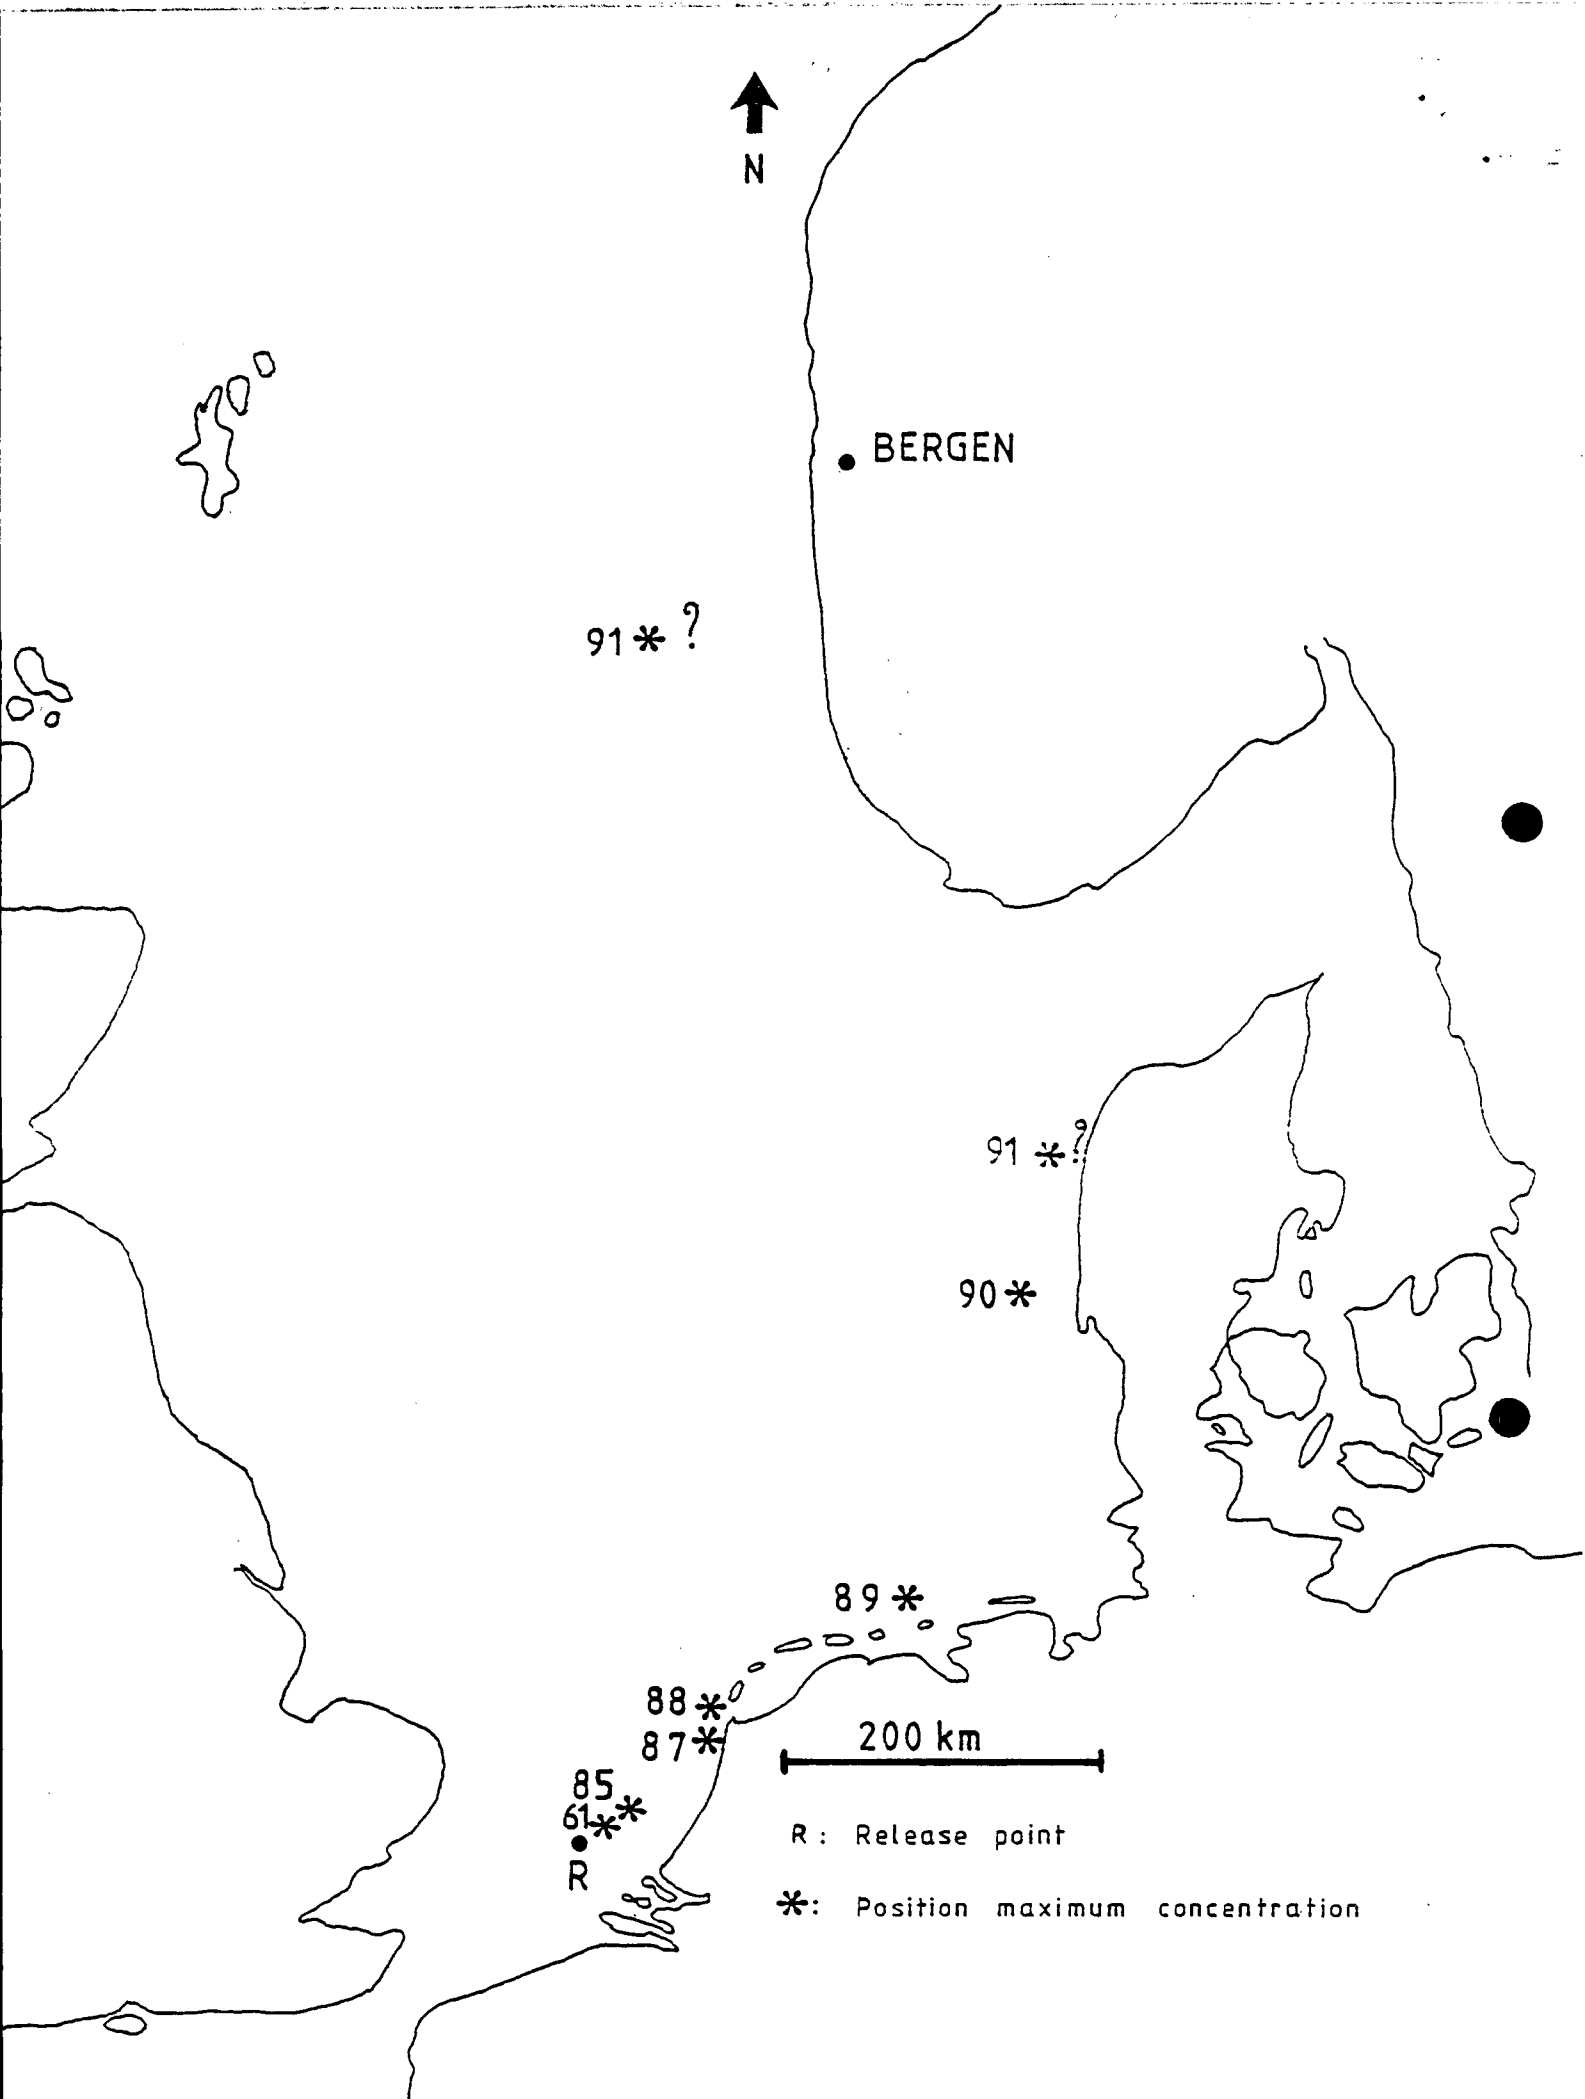 N
BERGEN
91 * ?
91 * ?
90 *
89 *
88 *
87 *
200 km
85 *
61 *
R
R : Release point
* : Position maximum concentration